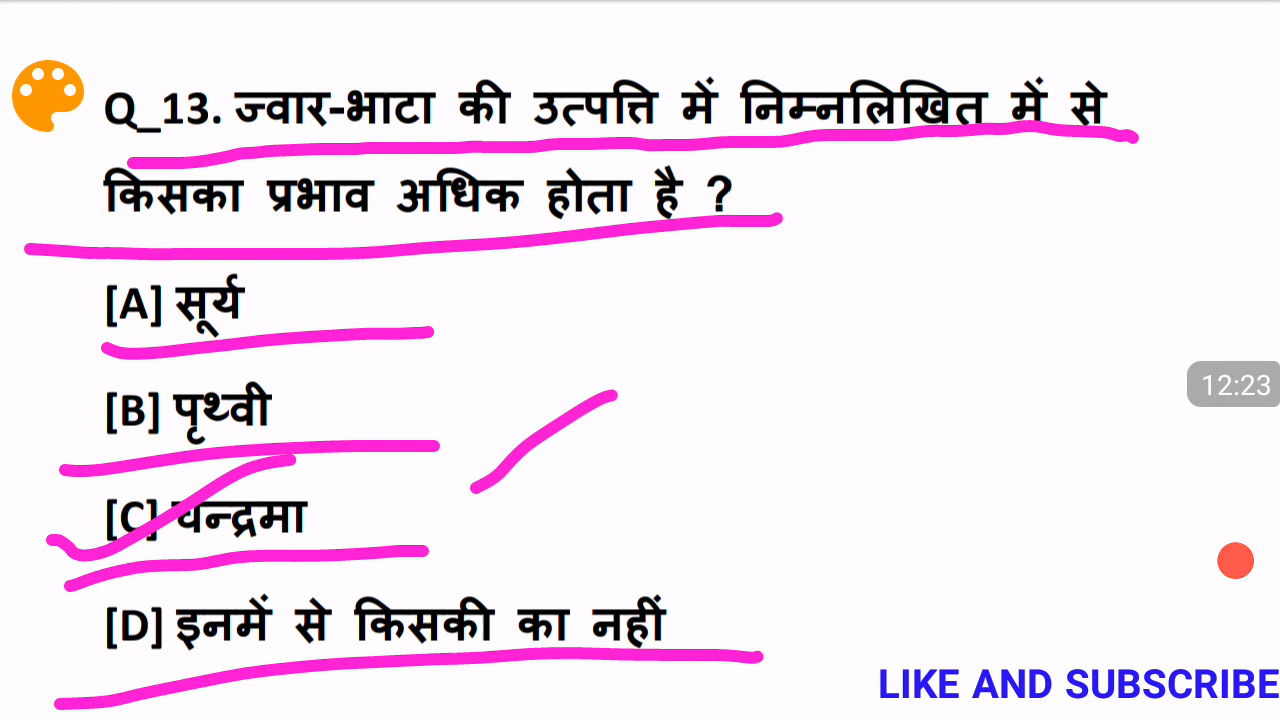 Q_13. ज्वार-भाटा की उत्पत्ति में निम्नलिखित में से
किसका प्रभाव अधिक होता है ?
[A] सूर्य
[B] पृथ्वी
12:23
[C] चन्द्रमा
[D] इनमें से किसकी का नहीं
LIKE AND SUBSCRIBE